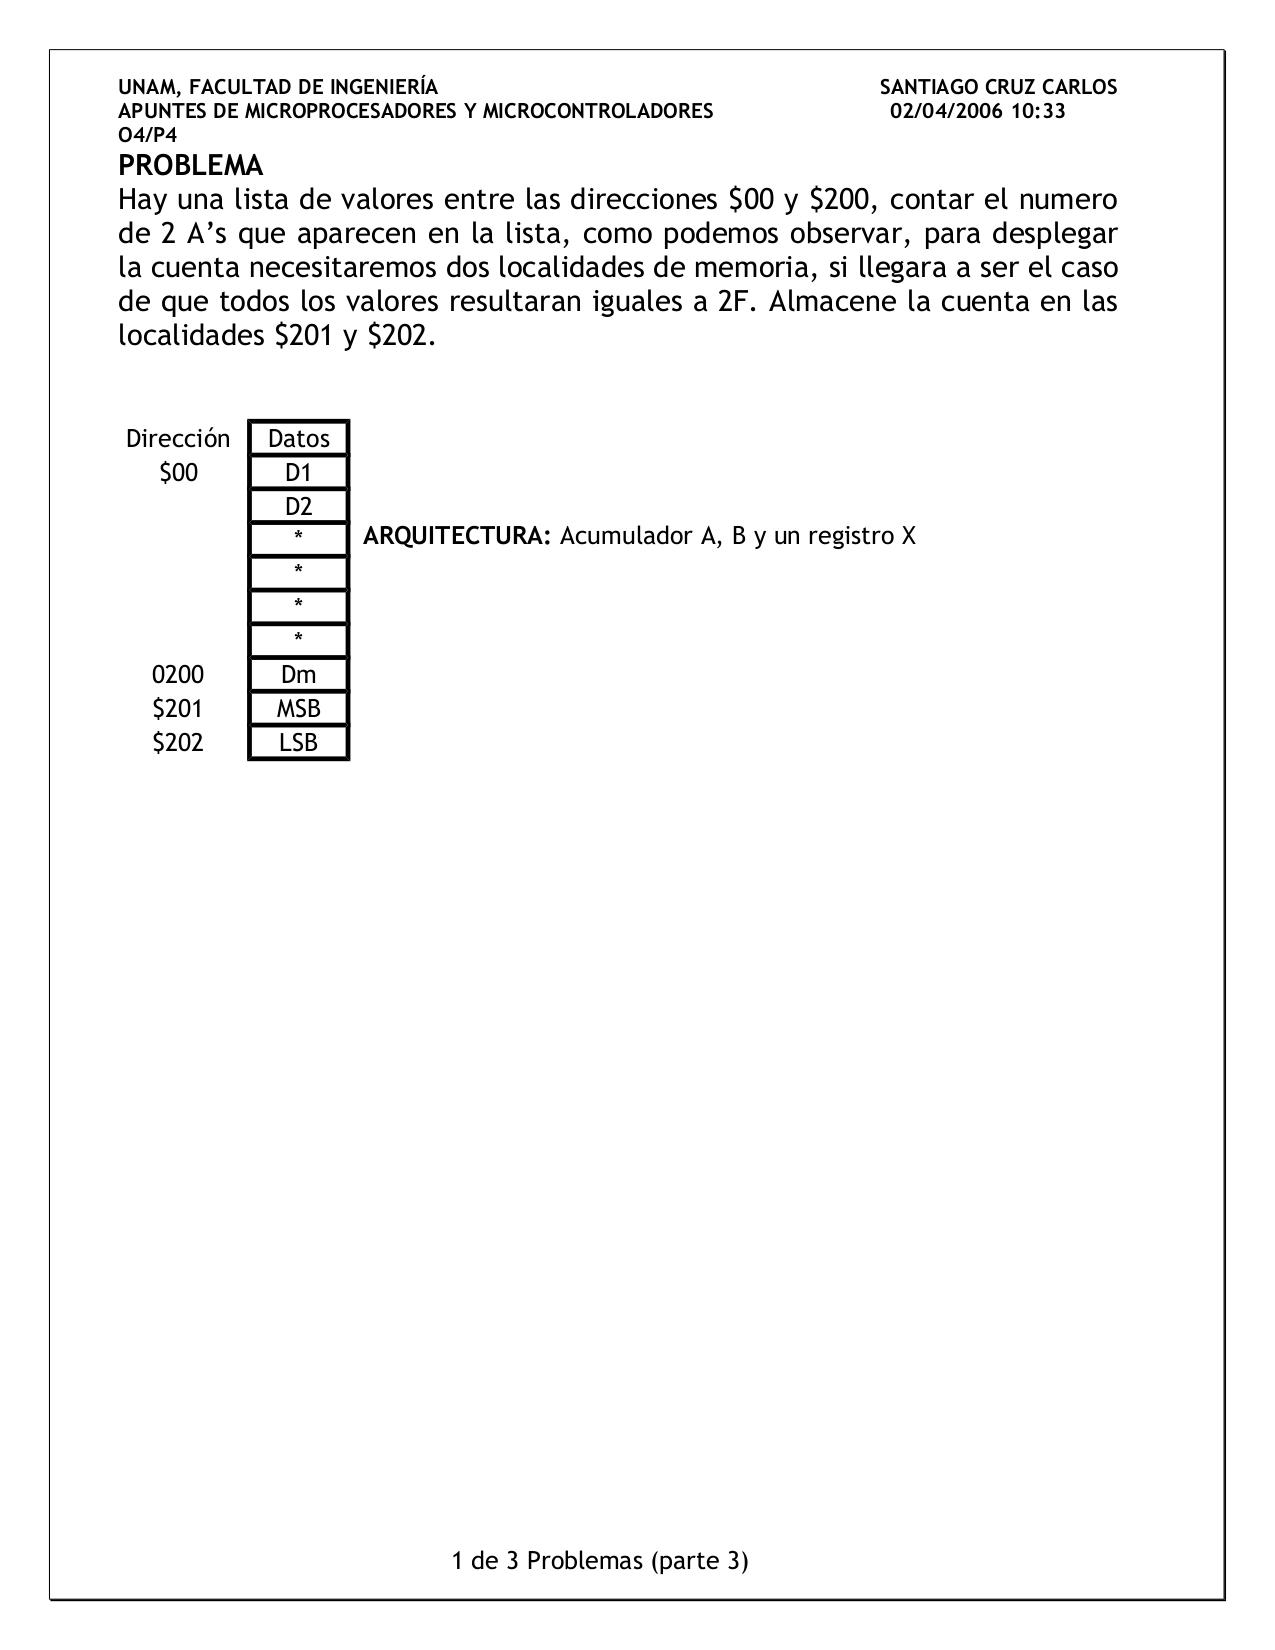 UNAM, FACULTAD DE INGENIERÍA SANTIAGO CRUZ CARLOS
APUNTES DE MICROPROCESADORES Y MICROCONTROLADORES 02/04/2006 10:33
O4/P4
PROBLEMA
Hay una lista de valores entre las direcciones $00 y $200, contar el numero
de 2 A’s que aparecen en la lista, como podemos observar, para desplegar
la cuenta necesitaremos dos localidades de memoria, si llegara a ser el caso
de que todos los valores resultaran iguales a 2F. Almacene la cuenta en las
localidades $201 y $202.
Dirección Datos
$00 D1
D2
* ARQUITECTURA: Acumulador A, B y un registro X
*
*
*
0200 Dm
$201 MSB
$202 LSB
1 de 3 Problemas (parte 3)